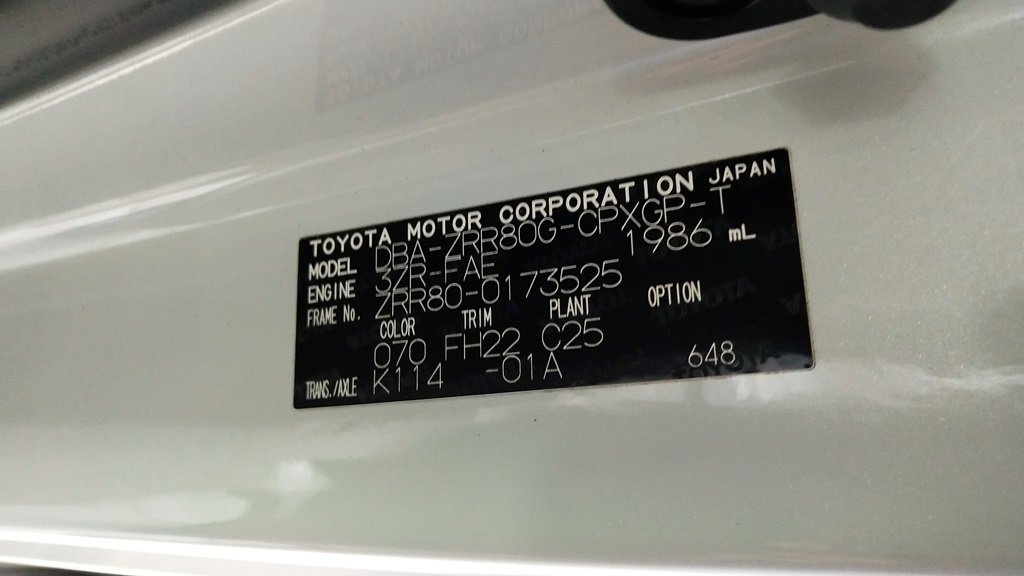 TOYOTA MOTOR CORPORATION JAPAN
MODEL DBA-ZRR80G-CPXGP-T
ENGINE 3ZR-FAE 1986 mL
FRAME No. ZRR80-0173525
COLOR TRIM PLANT OPTION
070 FH22 C25
TRANS./AXLE K114 -01A 648